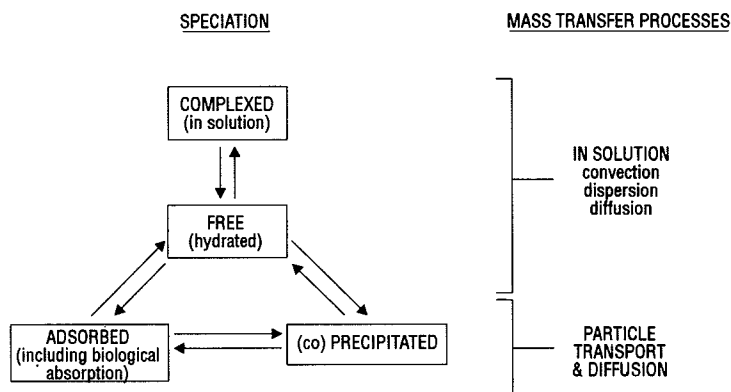 SPECIATION
MASS TRANSFER PROCESSES
COMPLEXED
(in solution)
FREE
(hydrated)
ADSORBED
(including biological
absorption)
(co) PRECIPITATED
IN SOLUTION
convection
dispersion
diffusion
PARTICLE
TRANSPORT
& DIFFUSION